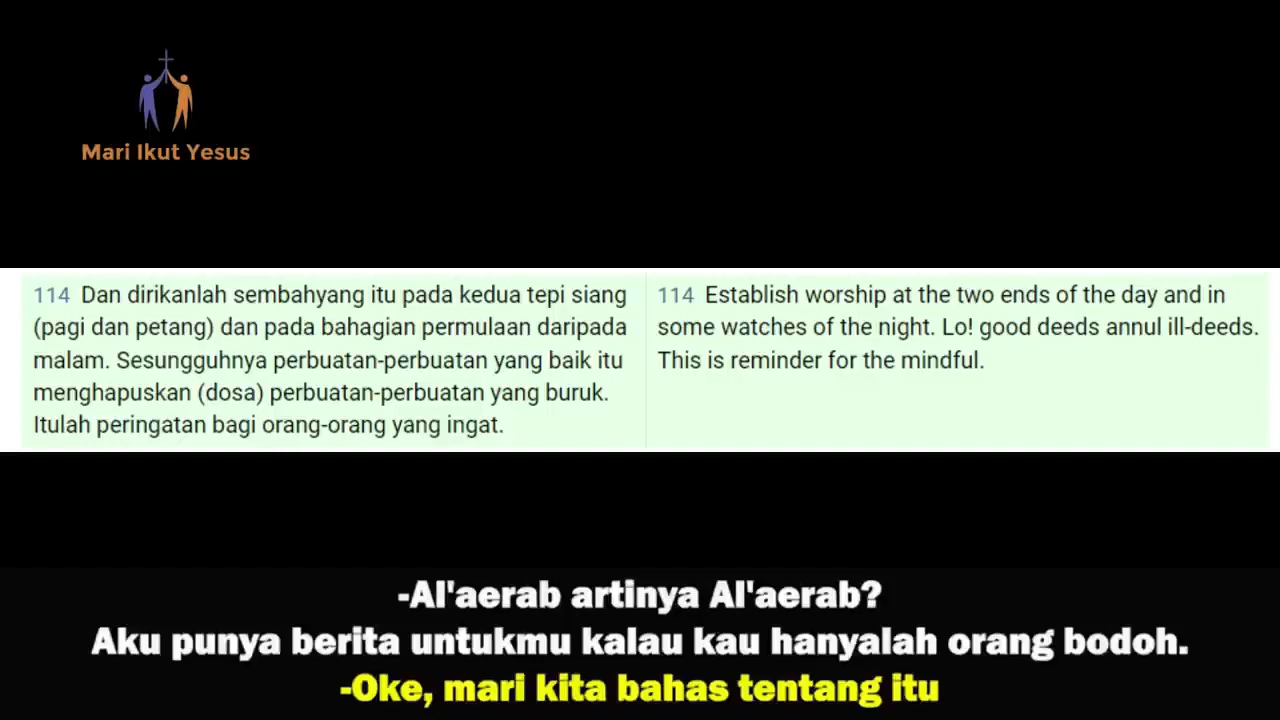 Mari Ikut Yesus
114 Dan dirikanlah sembahyang itu pada kedua tepi siang
(pagi dan petang) dan pada bahagian permulaan daripada
malam. Sesungguhnya perbuatan-perbuatan yang baik itu
menghapuskan (dosa) perbuatan-perbuatan yang buruk.
Itulah peringatan bagi orang-orang yang ingat.
114 Establish worship at the two ends of the day and in
some watches of the night. Lo! good deeds annul ill-deeds.
This is reminder for the mindful.
-Al'aerab artinya Al'aerab?
Aku punya berita untukmu kalau kau hanyalah orang bodoh.
-Oke, mari kita bahas tentang itu